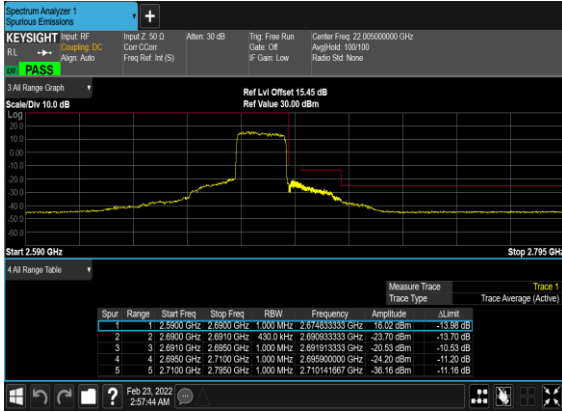 Spectrum Analyzer 1
Spurious Emissions
+
KEYSIGHT Input: RF Input Z: 50 Ω Atten: 30 dB Trig: Free Run Center Freq: 22.005000000 GHz
RL Coupling: DC Corr CCorr Gate: Off Avg|Hold: 100/100
Align: Auto Freq Ref: Int (S) IF Gain: Low Radio Std: None
PASS
3 All Range Graph
Ref Lvl Offset 15.45 dB
Scale/Div 10.0 dB Ref Value 30.00 dBm
Log
20.0
10.0
0.00
-10.0
-20.0
-30.0
-40.0
-50.0
-60.0
Start 2.590 GHz Stop 2.795 GHz
4 All Range Table
Measure Trace Trace 1
Trace Type Trace Average (Active)
Spur Range Start Freq Stop Freq RBW Frequency Amplitude ΔLimit
1 1 2.5900 GHz 2.6900 GHz 1.000 MHz 2.674833333 GHz 16.02 dBm -13.98 dB
2 2 2.6900 GHz 2.6910 GHz 430.0 kHz 2.690933333 GHz -23.70 dBm -13.70 dB
3 3 2.6910 GHz 2.6950 GHz 1.000 MHz 2.691913333 GHz -20.53 dBm -10.53 dB
4 4 2.6950 GHz 2.7100 GHz 1.000 MHz 2.695900000 GHz -24.20 dBm -11.20 dB
5 5 2.7100 GHz 2.7950 GHz 1.000 MHz 2.710141667 GHz -36.16 dBm -11.16 dB
? Feb 23, 2022
2:57:44 AM